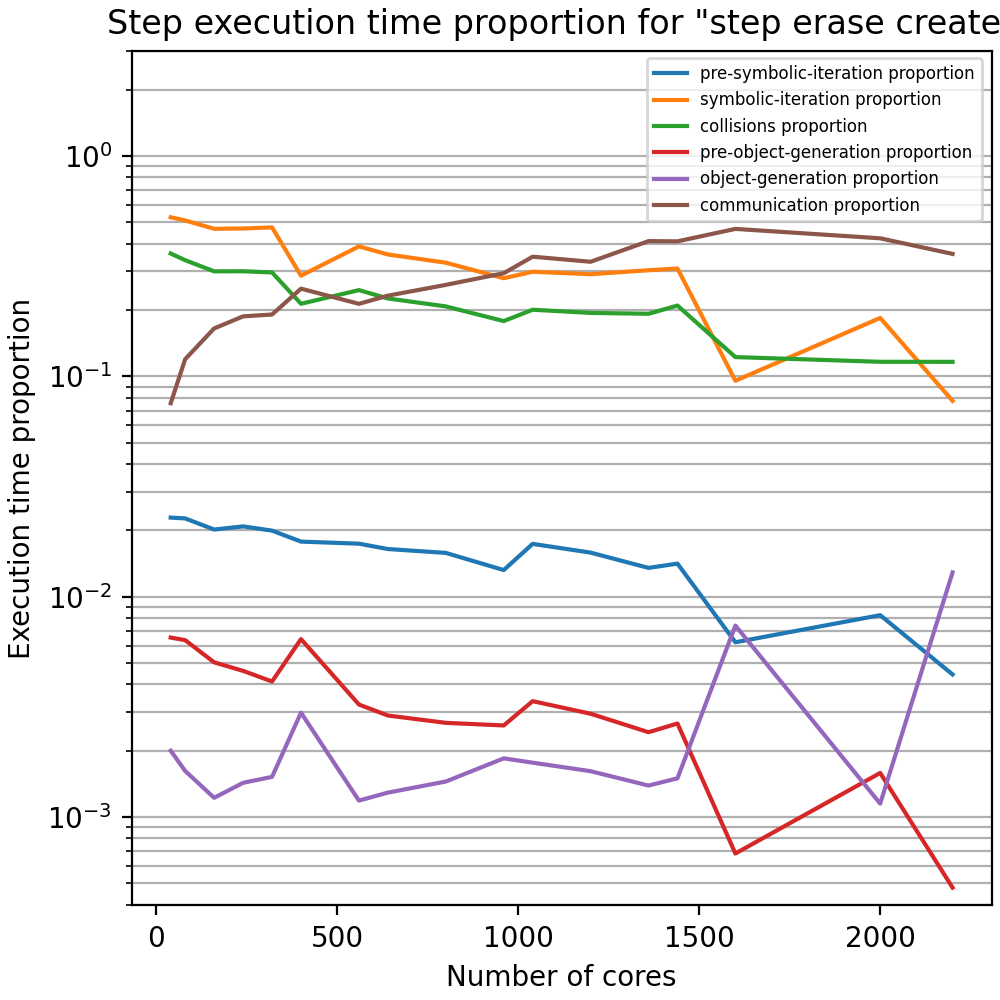 Step execution time proportion for "step erase create
pre-symbolic-iteration proportion
symbolic-iteration proportion
collisions proportion
pre-object-generation proportion
object-generation proportion
communication proportion
Execution time proportion
10⁰
10⁻¹
10⁻²
10⁻³
0 500 1000 1500 2000
Number of cores